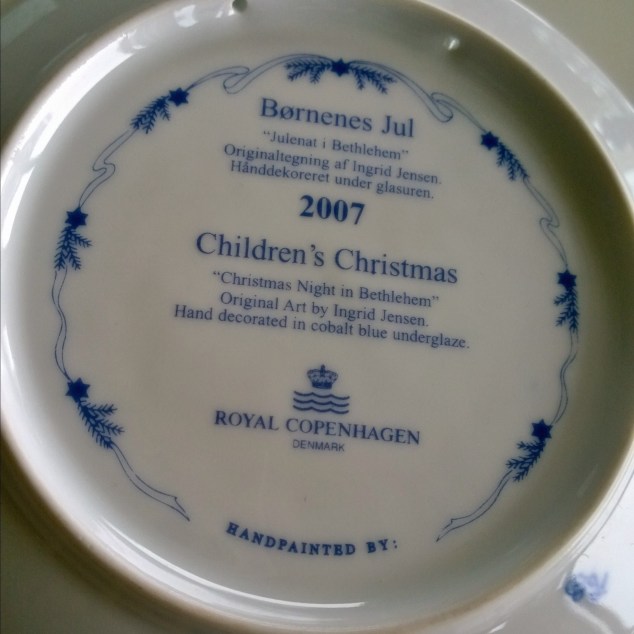 Børnenes Jul
"Julenat i Bethlehem"
Originaltegning af Ingrid Jensen.
Hånddekoreret under glasuren.
2007
Children's Christmas
"Christmas Night in Bethlehem"
Original Art by Ingrid Jensen.
Hand decorated in cobalt blue underglaze.
ROYAL COPENHAGEN
DENMARK
HANDPAINTED BY: